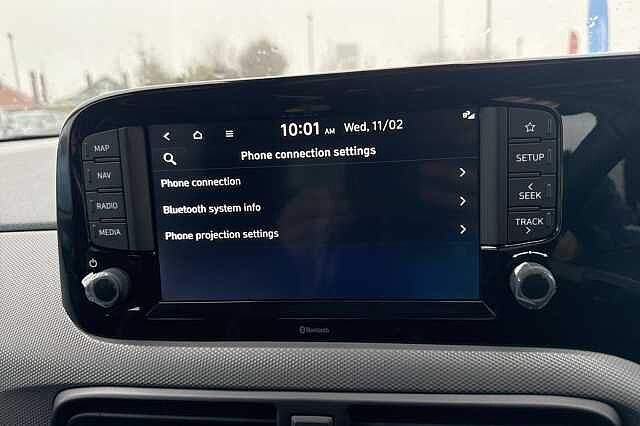 10:01 AM Wed, 11/02
Phone connection settings
Phone connection
Bluetooth system info
Phone projection settings
MAP
NAV
RADIO
MEDIA
SETUP
SEEK
TRACK
Bluetooth